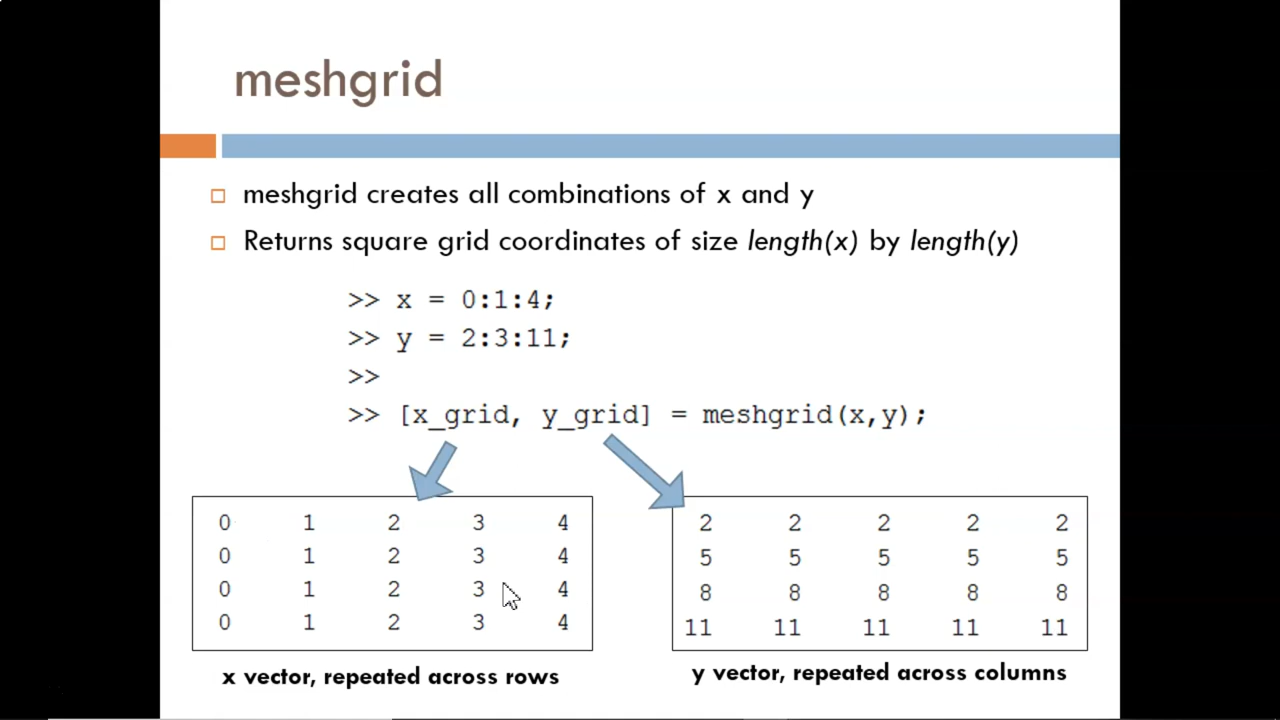 meshgrid
meshgrid creates all combinations of x and y
Returns square grid coordinates of size length(x) by length(y)
>> x = 0:1:4;
>> y = 2:3:11;
>>
>> [x_grid, y_grid] = meshgrid(x,y);
0 1 2 3 4
0 1 2 3 4
0 1 2 3 4
0 1 2 3 4
x vector, repeated across rows
2 2 2 2 2
5 5 5 5 5
8 8 8 8 8
11 11 11 11 11
y vector, repeated across columns